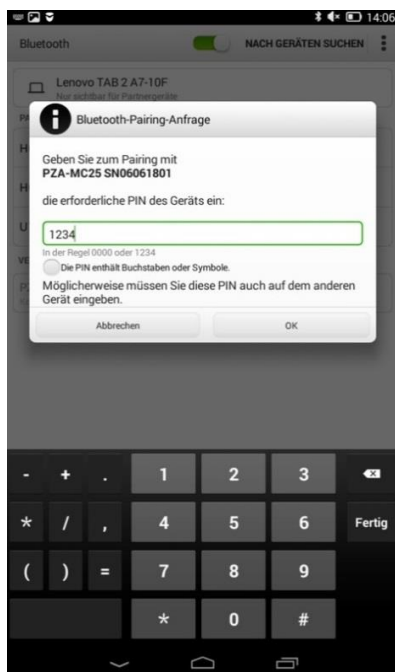 14:06
Bluetooth
NACH GERÄTEN SUCHEN
Lenovo TAB 2 A7-10F
Nur sichtbar für Partnergeräte
Bluetooth-Pairing-Anfrage
Geben Sie zum Pairing mit
PZA-MC25 SN06061801
die erforderliche PIN des Geräts ein:
1234
In der Regel 0000 oder 1234
Die PIN enthält Buchstaben oder Symbole.
Möglicherweise müssen Sie diese PIN auch auf dem anderen
Gerät eingeben.
Abbrechen
OK
- + . 1 2 3
* / , 4 5 6 Fertig
( ) = 7 8 9
* 0 #